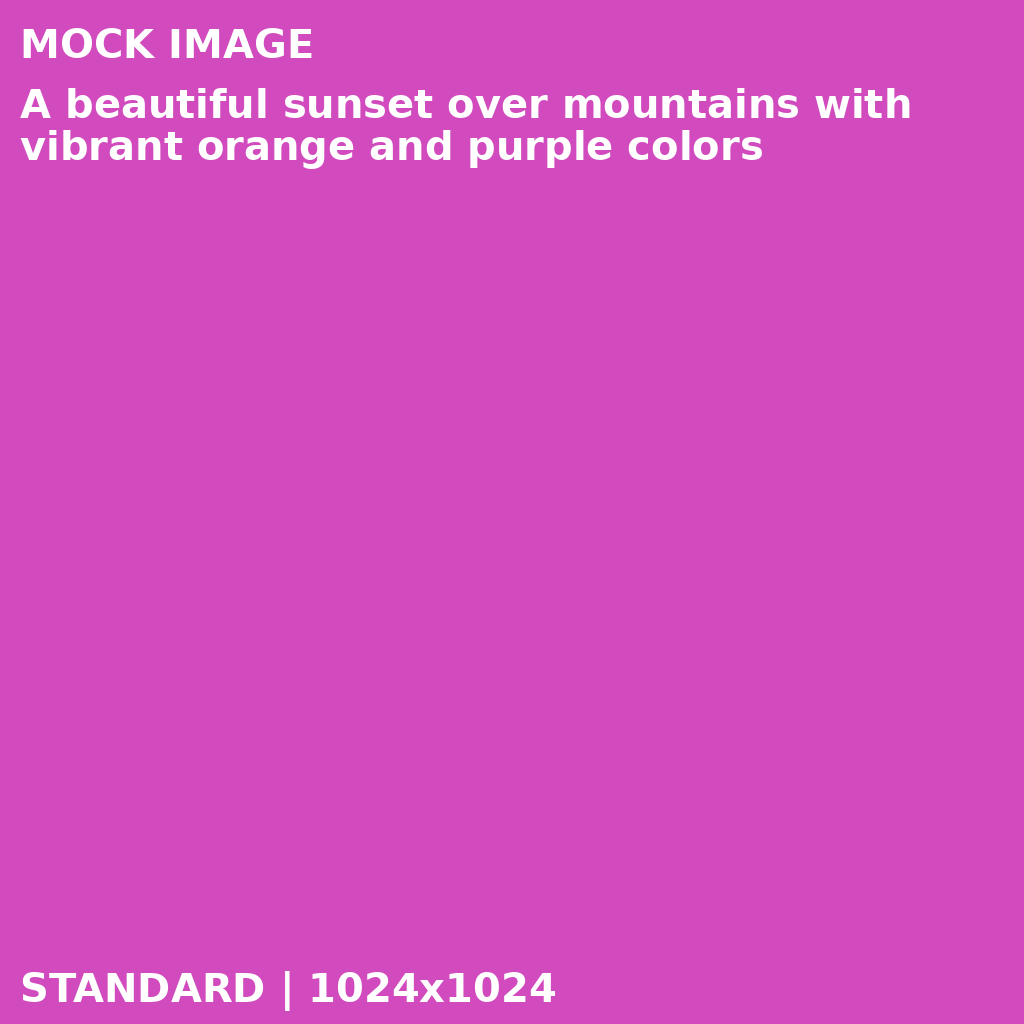 MOCK IMAGE
A beautiful sunset over mountains with
vibrant orange and purple colors
STANDARD | 1024x1024